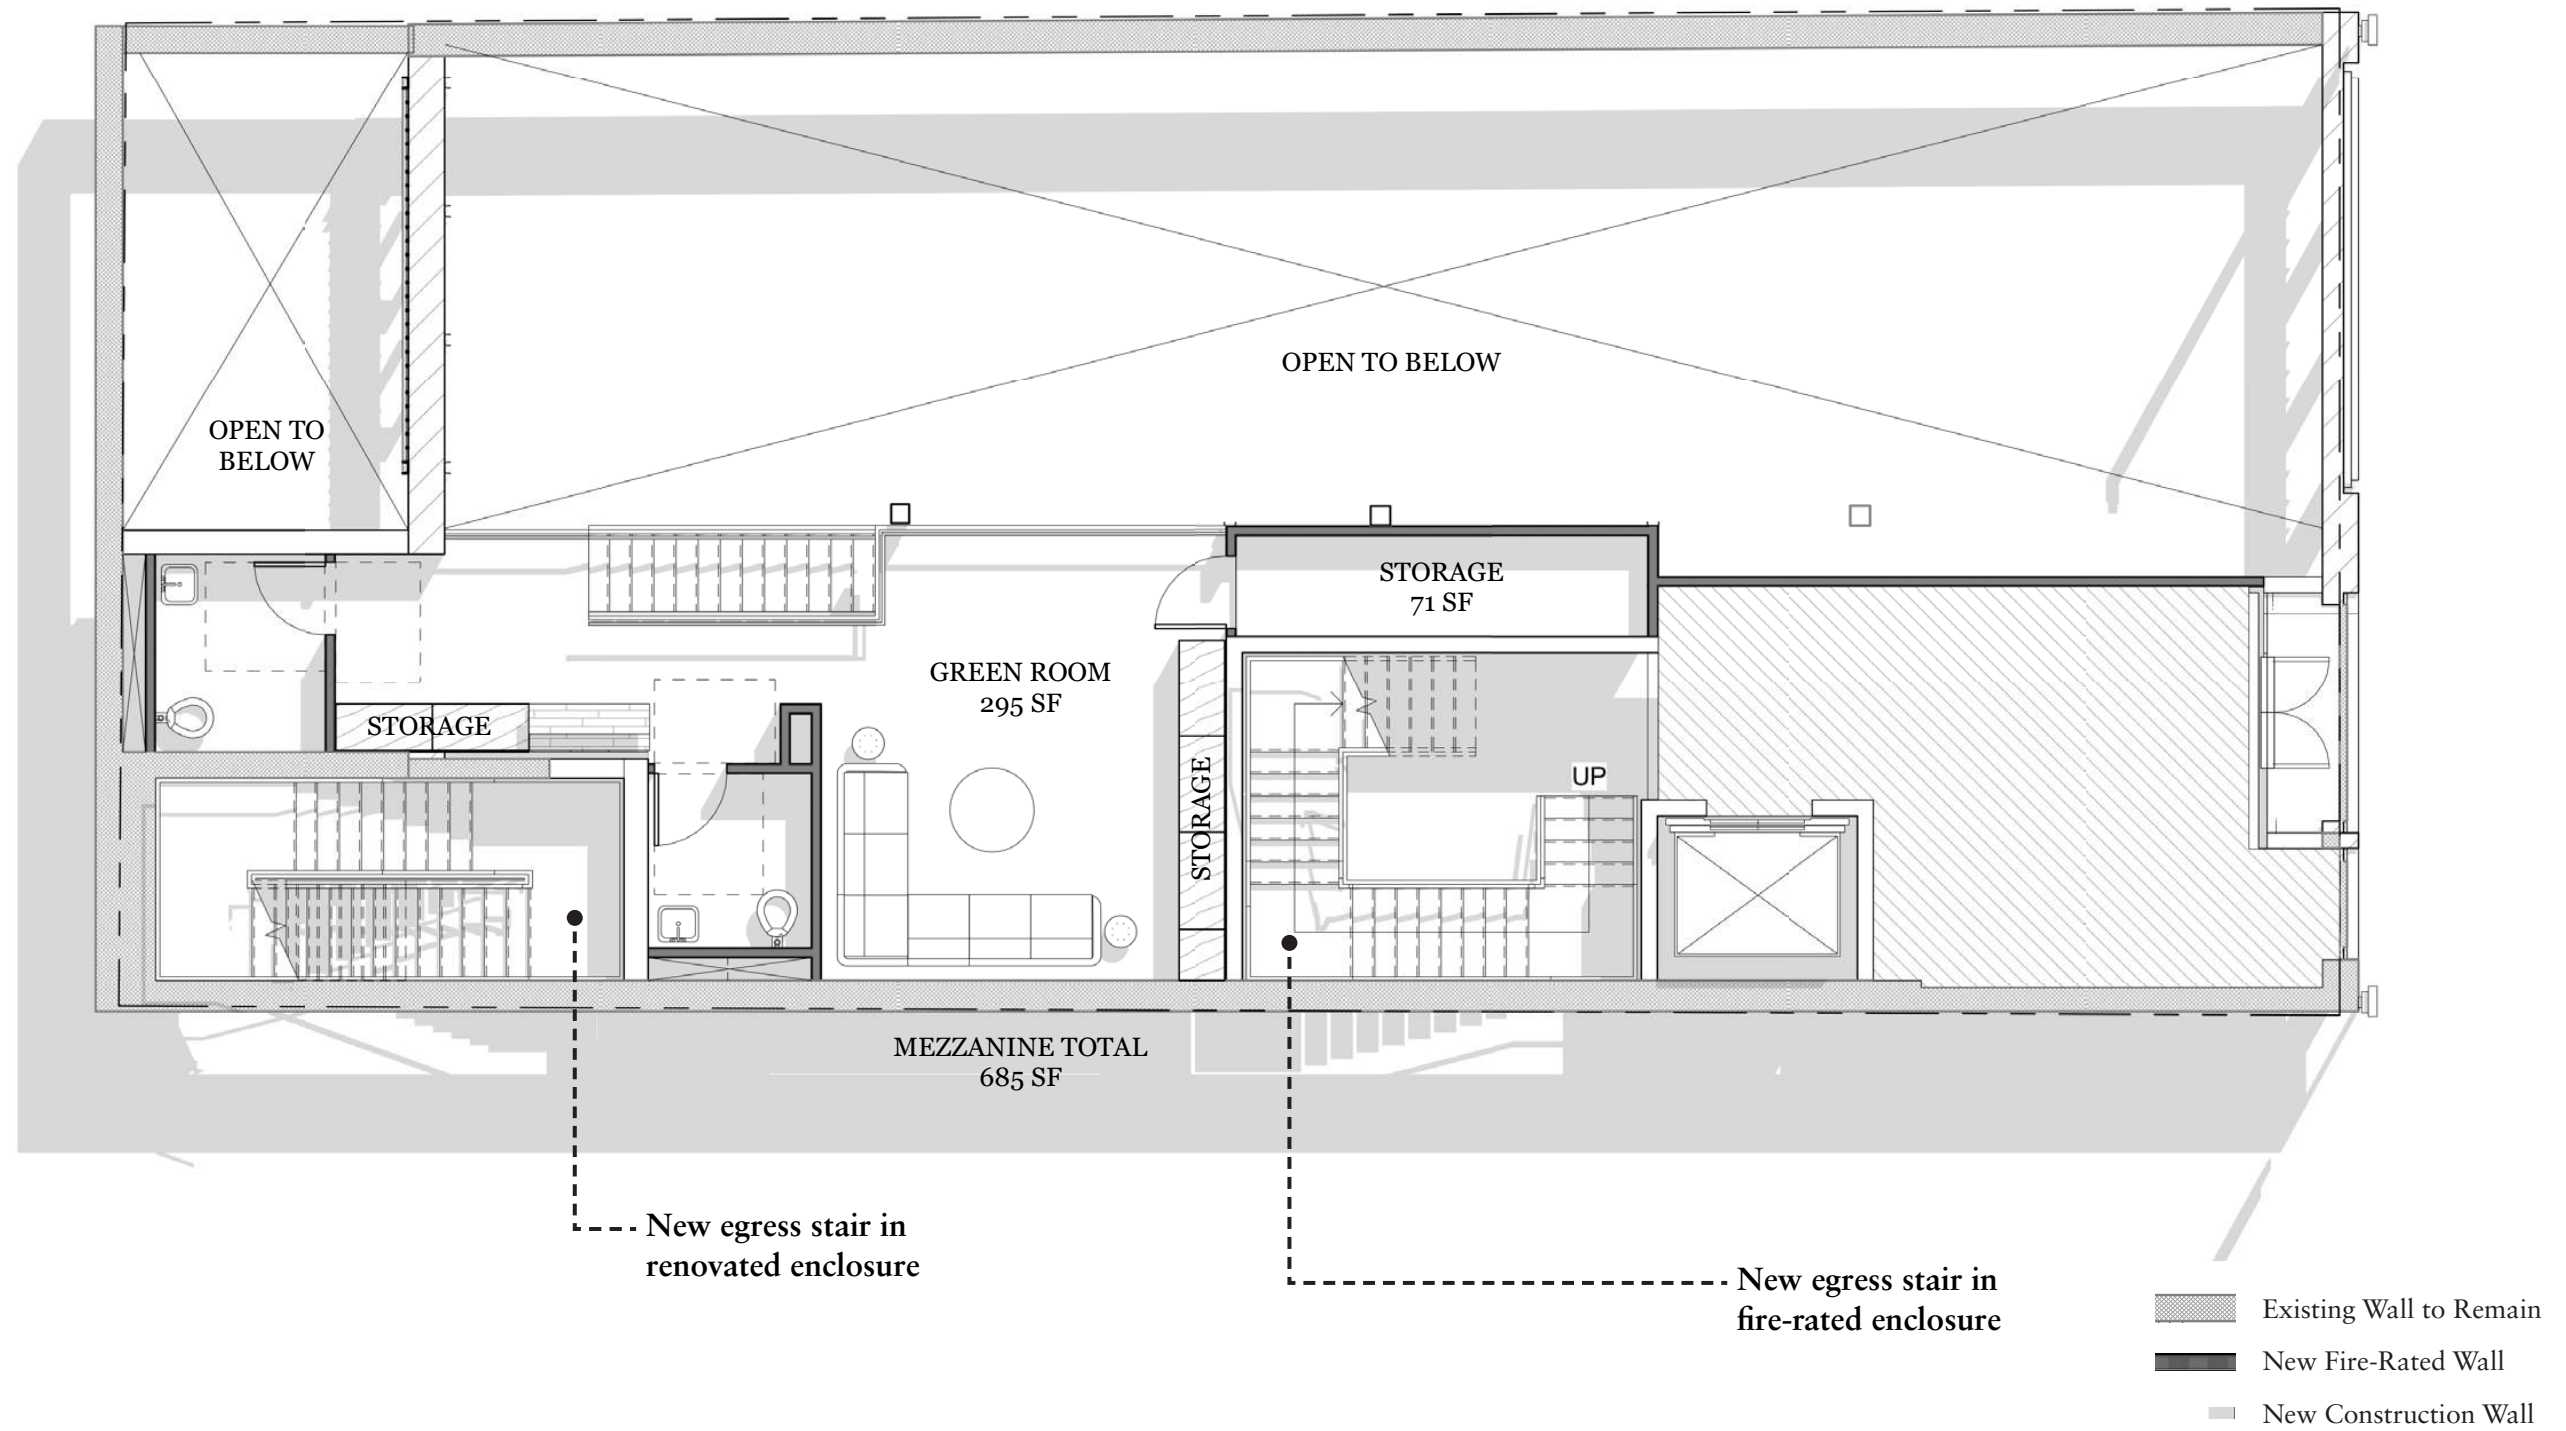 OPEN TO BELOW
OPEN TO
BELOW
STORAGE
71 SF
GREEN ROOM
295 SF
STORAGE
STORAGE
UP
MEZZANINE TOTAL
685 SF
New egress stair in
renovated enclosure
New egress stair in
fire-rated enclosure
Existing Wall to Remain
New Fire-Rated Wall
New Construction Wall